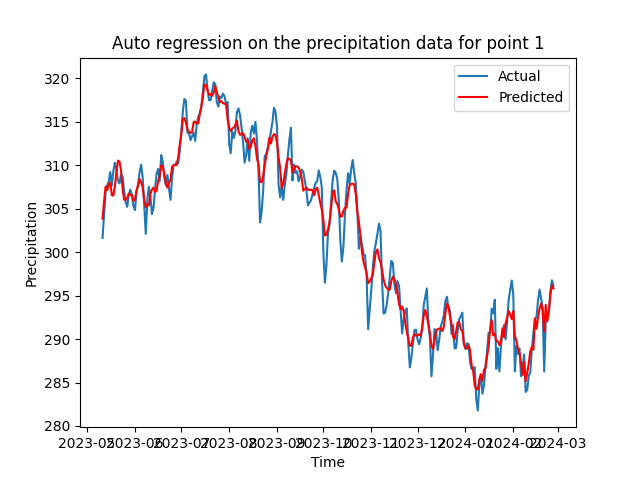 Auto regression on the precipitation data for point 1
Actual
Predicted
320
315
310
305
300
295
290
285
280
Precipitation
2023-05 2023-06 2023-07 2023-08 2023-09 2023-10 2023-11 2023-12 2024-01 2024-02 2024-03
Time